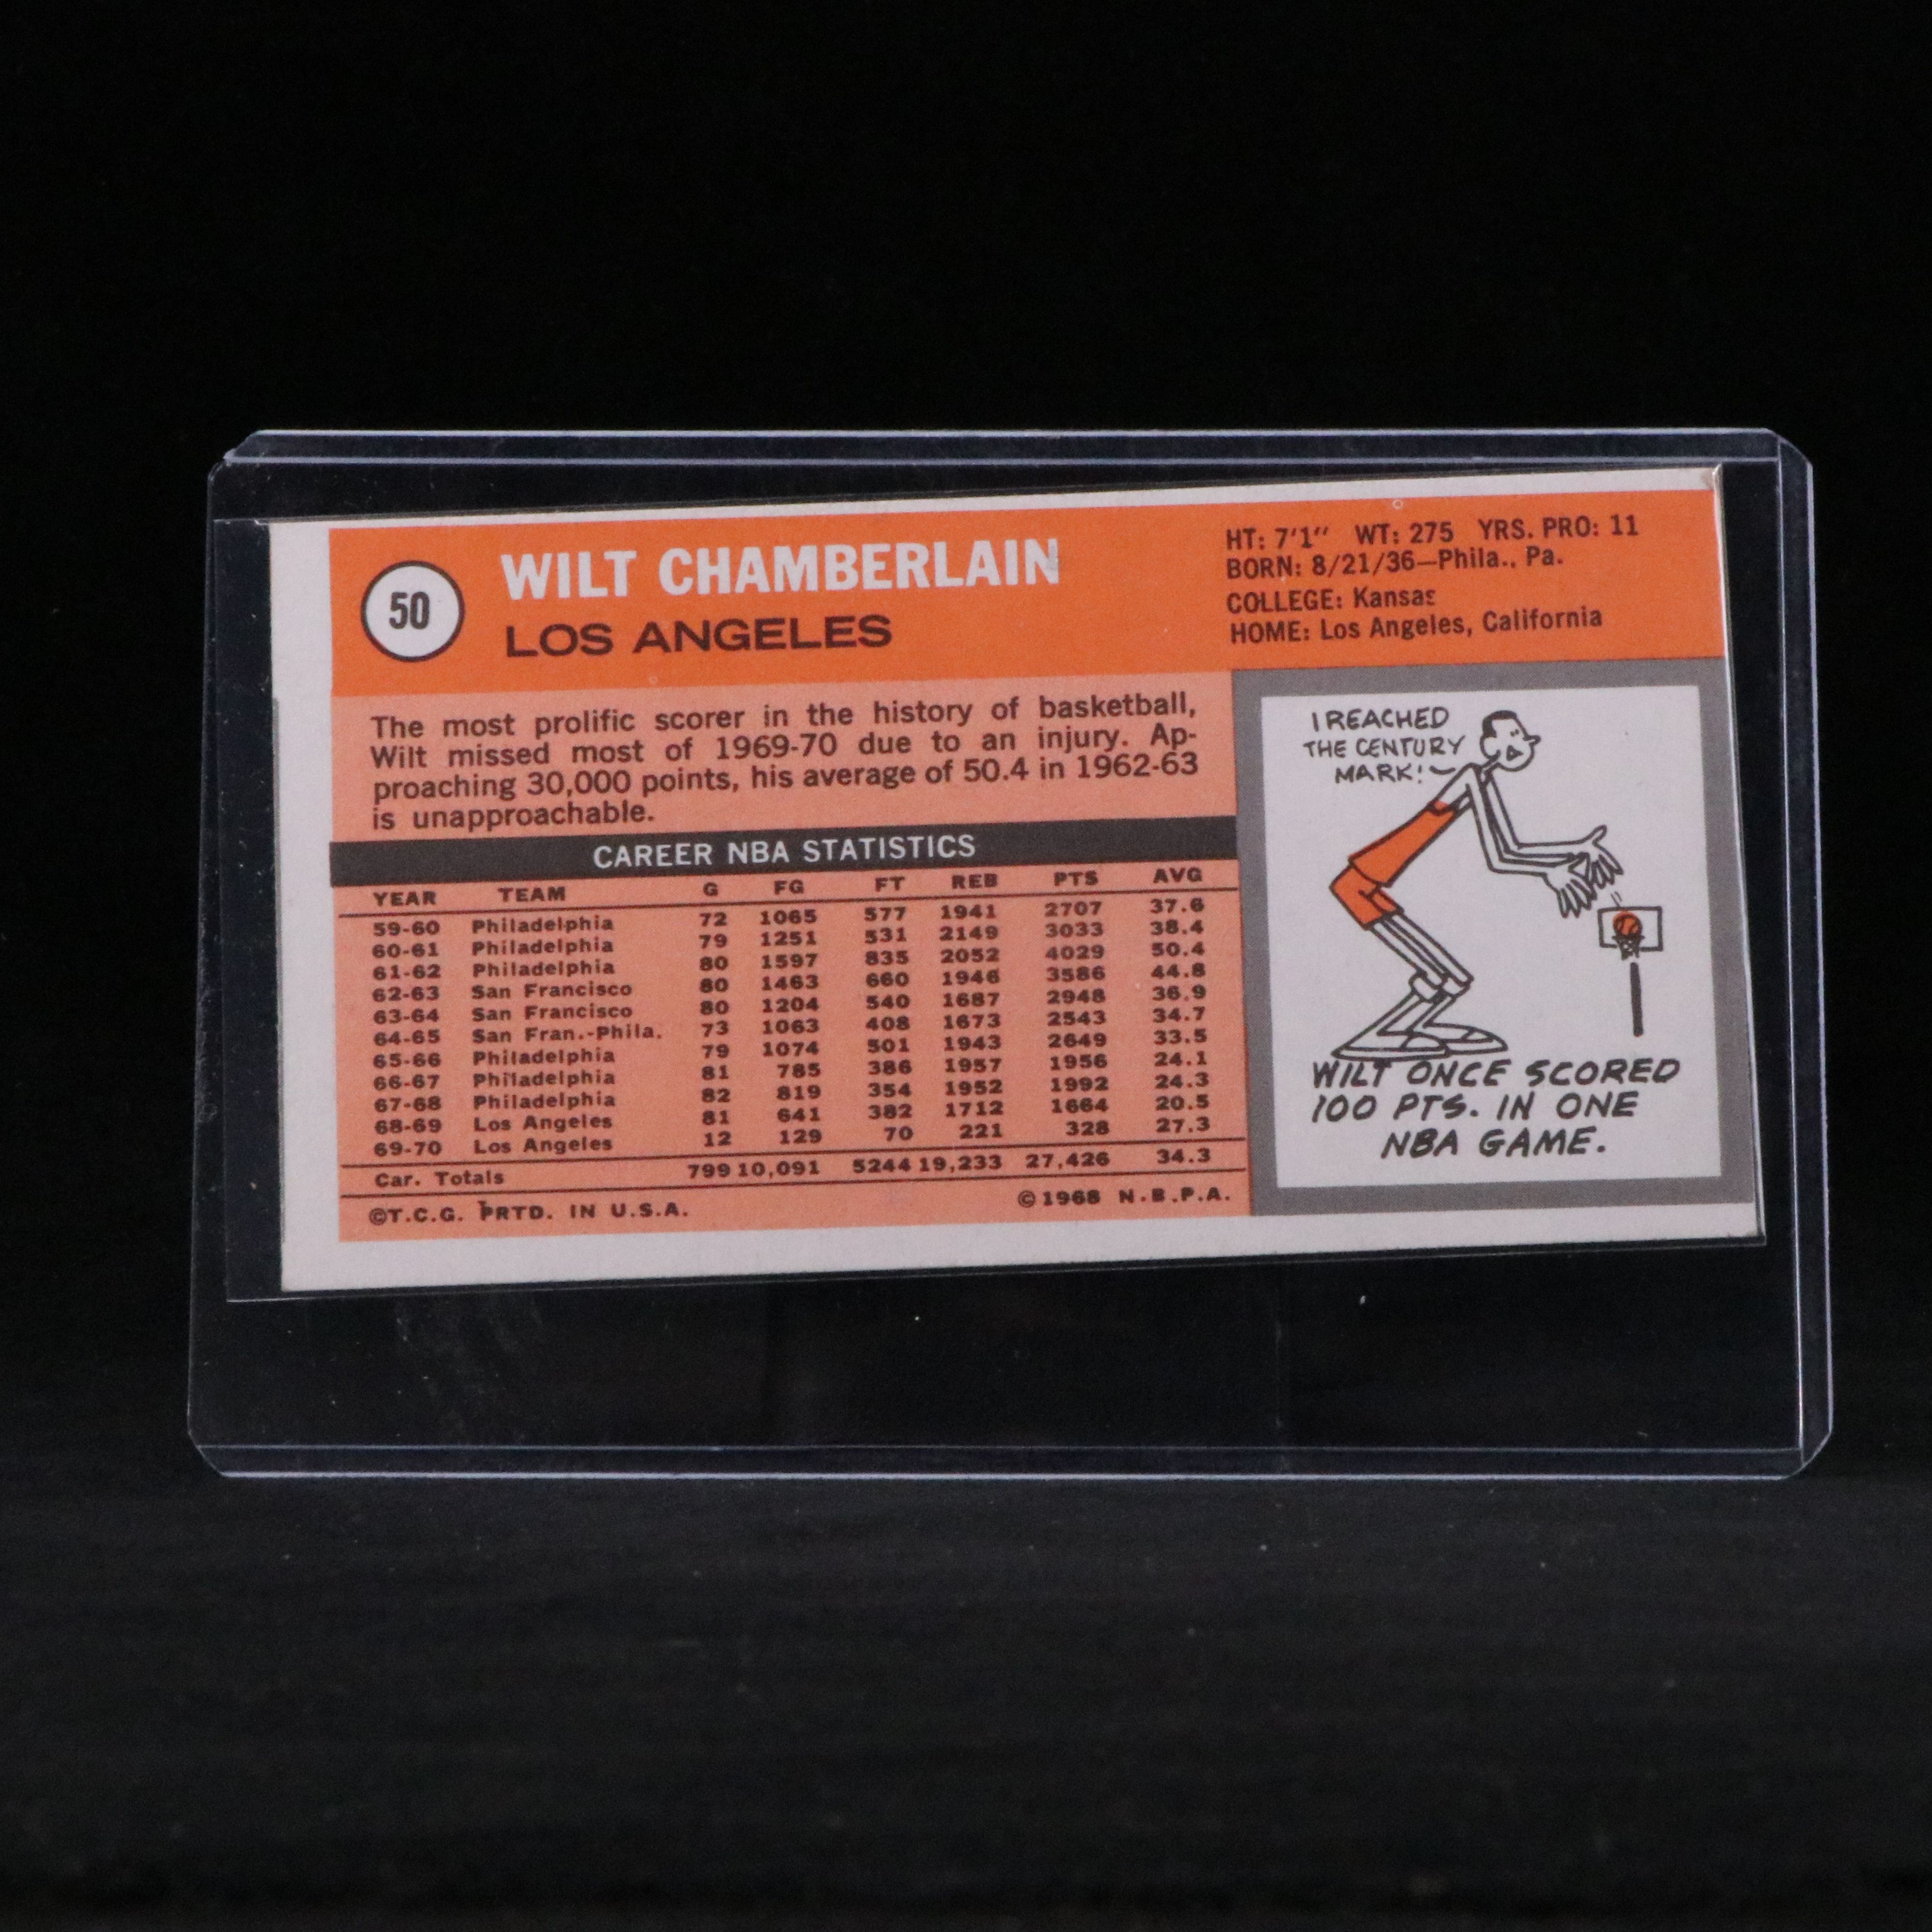 50
WILT CHAMBERLAIN
LOS ANGELES
HT: 7'1" WT: 275 YRS. PRO: 11
BORN: 8/21/36—Phila., Pa.
COLLEGE: Kansas
HOME: Los Angeles, California
The most prolific scorer in the history of basketball,
Wilt missed most of 1969-70 due to an injury. Ap-
proaching 30,000 points, his average of 50.4 in 1962-63
is unapproachable.
CAREER NBA STATISTICS
YEAR TEAM G FG FT REB PTS AVG
59-60 Philadelphia 72 1065 577 1941 2707 37.6
60-61 Philadelphia 79 1251 531 2149 3033 38.4
61-62 Philadelphia 80 1597 835 2052 4029 50.4
62-63 San Francisco 80 1463 660 1946 3586 44.8
63-64 San Francisco 80 1204 540 1687 2948 36.9
64-65 San Fran.-Phila. 73 1063 408 1673 2543 34.7
65-66 Philadelphia 79 1074 501 1943 2649 33.5
66-67 Philadelphia 81 785 386 1957 1956 24.1
67-68 Philadelphia 82 819 354 1952 1992 24.3
68-69 Los Angeles 81 641 382 1712 1664 20.5
69-70 Los Angeles 12 129 70 221 328 27.3
Car. Totals 799 10,091 5244 19,233 27,426 34.3
©T.C.G. PRTD. IN U.S.A. ©1968 N.B.P.A.
I REACHED
THE CENTURY
MARK!
WILT ONCE SCORED
100 PTS. IN ONE
NBA GAME.